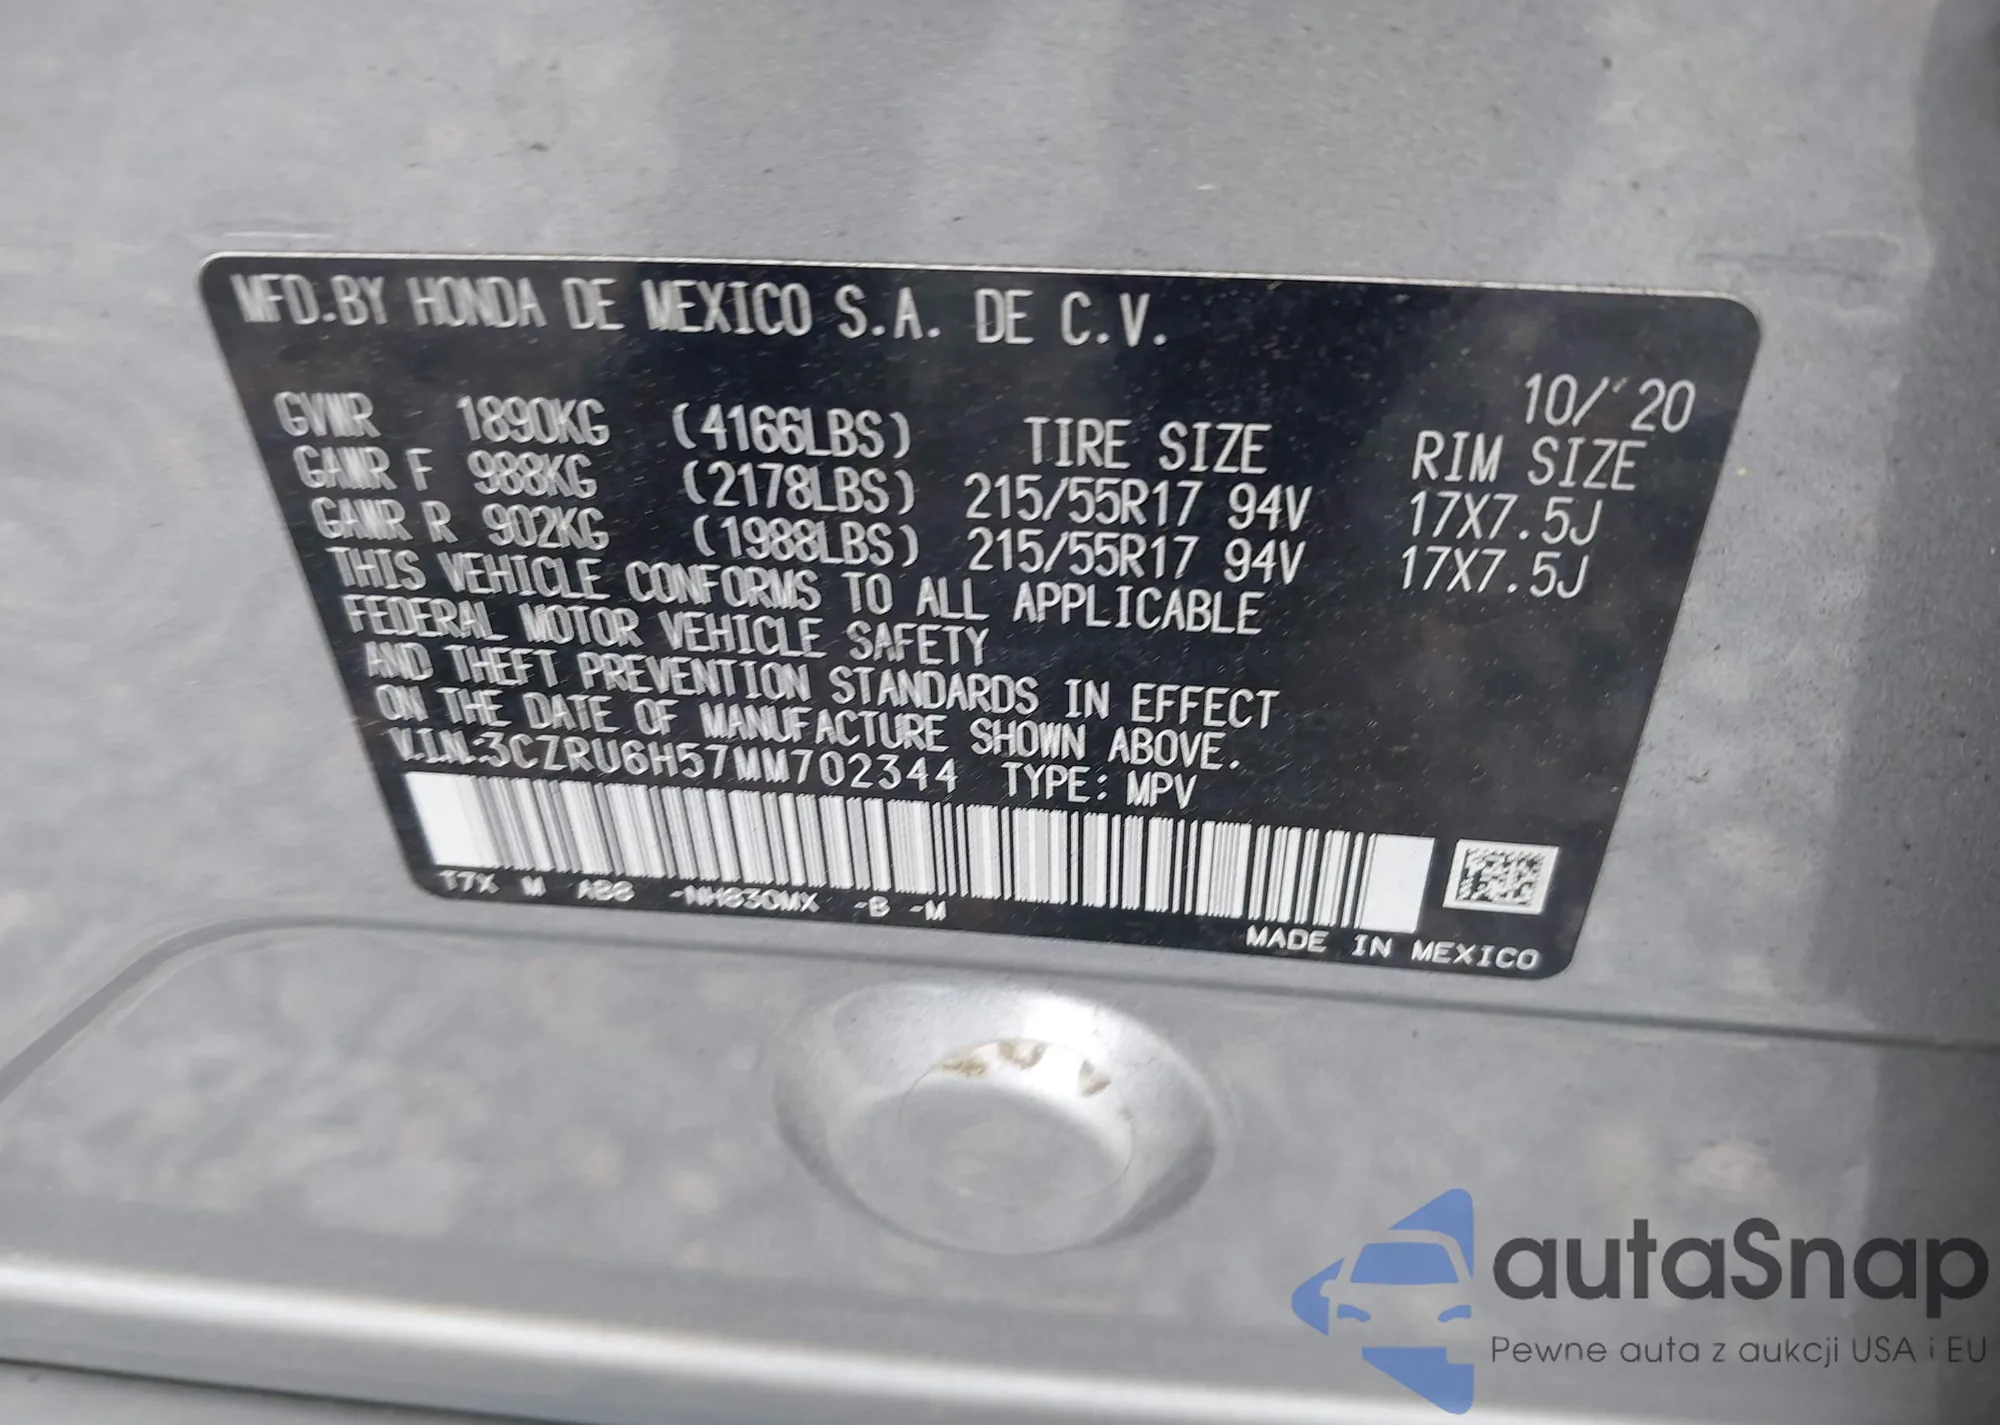 MFD.BY HONDA DE MEXICO S.A. DE C.V.
10/'20
GVWR 1890KG (4166LBS) TIRE SIZE RIM SIZE
GAWR F 988KG (2178LBS) 215/55R17 94V 17X7.5J
GAWR R 902KG (1988LBS) 215/55R17 94V 17X7.5J
THIS VEHICLE CONFORMS TO ALL APPLICABLE
FEDERAL MOTOR VEHICLE SAFETY
AND THEFT PREVENTION STANDARDS IN EFFECT
ON THE DATE OF MANUFACTURE SHOWN ABOVE.
V.I.N:3CZRU6H57MM702344 TYPE: MPV
T7X M AB8 -NH830MX -B -M
MADE IN MEXICO
autaSnap
Pewne auta z aukcji USA i EU